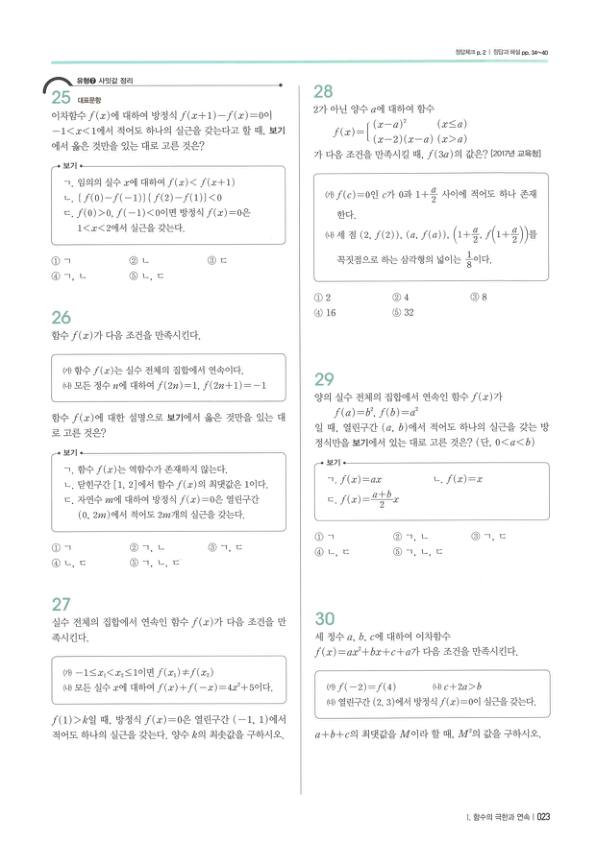 정답체크 p. 2 | 정답과 해설 pp. 34~40
유형❼ 사잇값 정리
25 대표문항
이차함수 f(x)에 대하여 방정식 f(x+1)-f(x)=0이
-1<x<1에서 적어도 하나의 실근을 갖는다고 할 때, 보기
에서 옳은 것만을 있는 대로 고른 것은?
보기
ㄱ. 임의의 실수 x에 대하여 f(x)<f(x+1)
ㄴ. {f(0)-f(-1)}{f(2)-f(1)}<0
ㄷ. f(0)>0, f(-1)<0이면 방정식 f(x)=0은
1<x<2에서 실근을 갖는다.
① ㄱ ② ㄴ ③ ㄷ
④ ㄱ, ㄴ ⑤ ㄴ, ㄷ
26
함수 f(x)가 다음 조건을 만족시킨다.
㈎ 함수 f(x)는 실수 전체의 집합에서 연속이다.
㈏ 모든 정수 n에 대하여 f(2n)=1, f(2n+1)=-1
함수 f(x)에 대한 설명으로 보기에서 옳은 것만을 있는 대
로 고른 것은?
보기
ㄱ. 함수 f(x)는 역함수가 존재하지 않는다.
ㄴ. 닫힌구간 [1, 2]에서 함수 f(x)의 최댓값은 1이다.
ㄷ. 자연수 m에 대하여 방정식 f(x)=0은 열린구간
(0, 2m)에서 적어도 2m개의 실근을 갖는다.
① ㄱ ② ㄱ, ㄴ ③ ㄱ, ㄷ
④ ㄴ, ㄷ ⑤ ㄱ, ㄴ, ㄷ
27
실수 전체의 집합에서 연속인 함수 f(x)가 다음 조건을 만
족시킨다.
㈎ -1≤x₁<x₂≤1이면 f(x₁)≠f(x₂)
㈏ 모든 실수 x에 대하여 f(x)+f(-x)=4x²+5이다.
f(1)>k일 때, 방정식 f(x)=0은 열린구간 (-1, 1)에서
적어도 하나의 실근을 갖는다. 양수 k의 최솟값을 구하시오.
28
2가 아닌 양수 a에 대하여 함수
f(x)={(x-a)² (x≤a)
(x-2)(x-a) (x>a)
가 다음 조건을 만족시킬 때, f(3a)의 값은? [2017년 교육청]
㈎ f(c)=0인 c가 0과 1+a/2 사이에 적어도 하나 존재
한다.
㈏ 세 점 (2, f(2)), (a, f(a)), (1+a/2, f(1+a/2))를
꼭짓점으로 하는 삼각형의 넓이는 1/8이다.
① 2 ② 4 ③ 8
④ 16 ⑤ 32
29
양의 실수 전체의 집합에서 연속인 함수 f(x)가
f(a)=b², f(b)=a²
일 때, 열린구간 (a, b)에서 적어도 하나의 실근을 갖는 방
정식만을 보기에서 있는 대로 고른 것은? (단, 0<a<b)
보기
ㄱ. f(x)=ax ㄴ. f(x)=x
ㄷ. f(x)=a+b/2 x
① ㄱ ② ㄱ, ㄴ ③ ㄱ, ㄷ
④ ㄴ, ㄷ ⑤ ㄱ, ㄴ, ㄷ
30
세 정수 a, b, c에 대하여 이차함수
f(x)=ax²+bx+c+a가 다음 조건을 만족시킨다.
㈎ f(-2)=f(4) ㈏ c+2a>b
㈐ 열린구간 (2, 3)에서 방정식 f(x)=0이 실근을 갖는다.
a+b+c의 최댓값을 M이라 할 때, M²의 값을 구하시오.
I. 함수의 극한과 연속 | 023